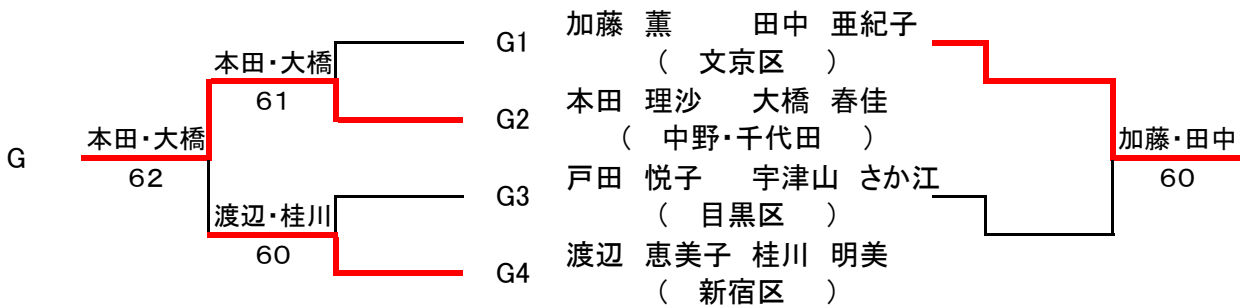 G
本田・大橋
62
本田・大橋
61
渡辺・桂川
60
G1 加藤 薫 田中 亜紀子
( 文京区 )
G2 本田 理沙 大橋 春佳
( 中野・千代田 )
G3 戸田 悦子 宇津山 さか江
( 目黒区 )
G4 渡辺 恵美子 桂川 明美
( 新宿区 )
加藤・田中
60